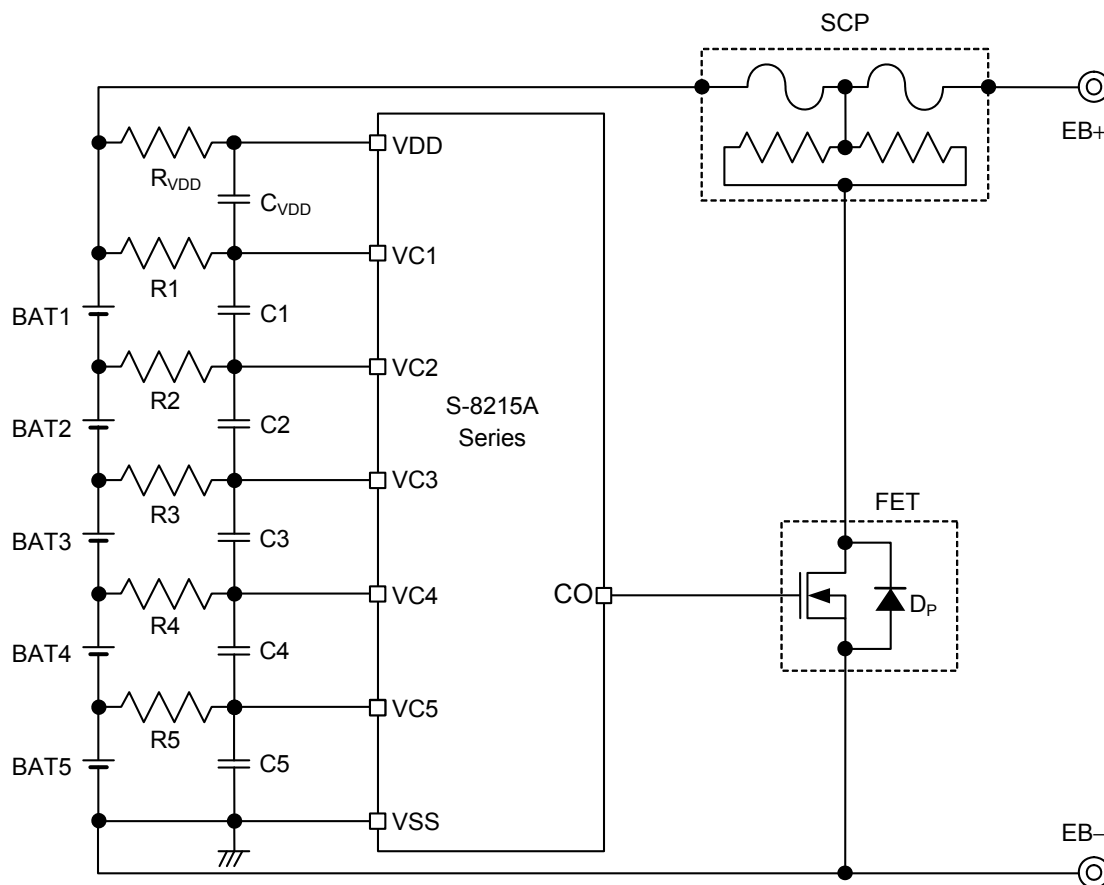 SCP
EB+
VDD
RVDD
CVDD
VC1
R1
BAT1
C1
VC2
R2
S-8215A
Series
BAT2
C2
VC3
R3
FET
BAT3
C3
CO
VC4
DP
R4
BAT4
C4
VC5
R5
BAT5
C5
VSS
EB−